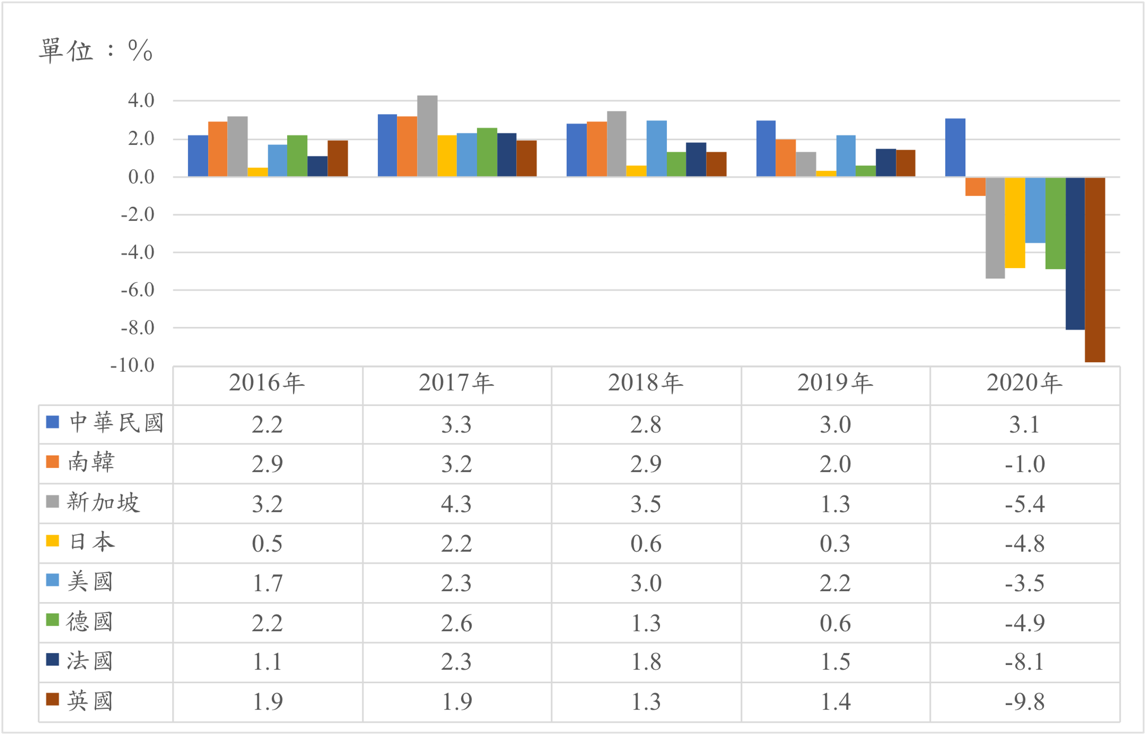 單位：%
4.0
2.0
0.0
-2.0
-4.0
-6.0
-8.0
-10.0
2016年 2017年 2018年 2019年 2020年
中華民國 2.2 3.3 2.8 3.0 3.1
南韓 2.9 3.2 2.9 2.0 -1.0
新加坡 3.2 4.3 3.5 1.3 -5.4
日本 0.5 2.2 0.6 0.3 -4.8
美國 1.7 2.3 3.0 2.2 -3.5
德國 2.2 2.6 1.3 0.6 -4.9
法國 1.1 2.3 1.8 1.5 -8.1
英國 1.9 1.9 1.3 1.4 -9.8